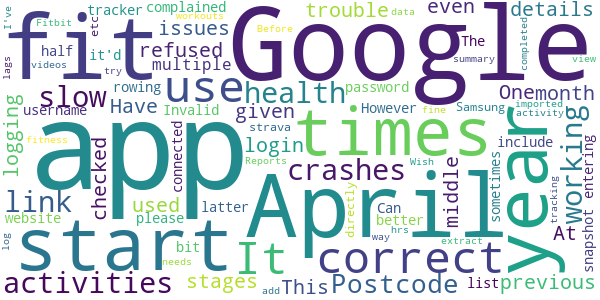 I've
Fitbit
lags
fit
videos
half
try
tracker
etc
it'd
complained
workouts
issues
refused
multiple
Before
Google
trouble
data
even
The
summary
details
completed
view
slow
rowing
use
health
password
One
month
logging
username
Have
Invalid
given
strava
However
fine
Samsung
imported
activity
fitness
app
checked
connected
login
Reports
times
crashes
Wish
middle
sometimes
include
year
tracking
working
snapshot
entering
link
website
used
please
latter
April
directly
Can
better
hrs
way
At
log
start
bit
needs
It
correct
extract
activities
stages
add
This
Postcode
list
previous